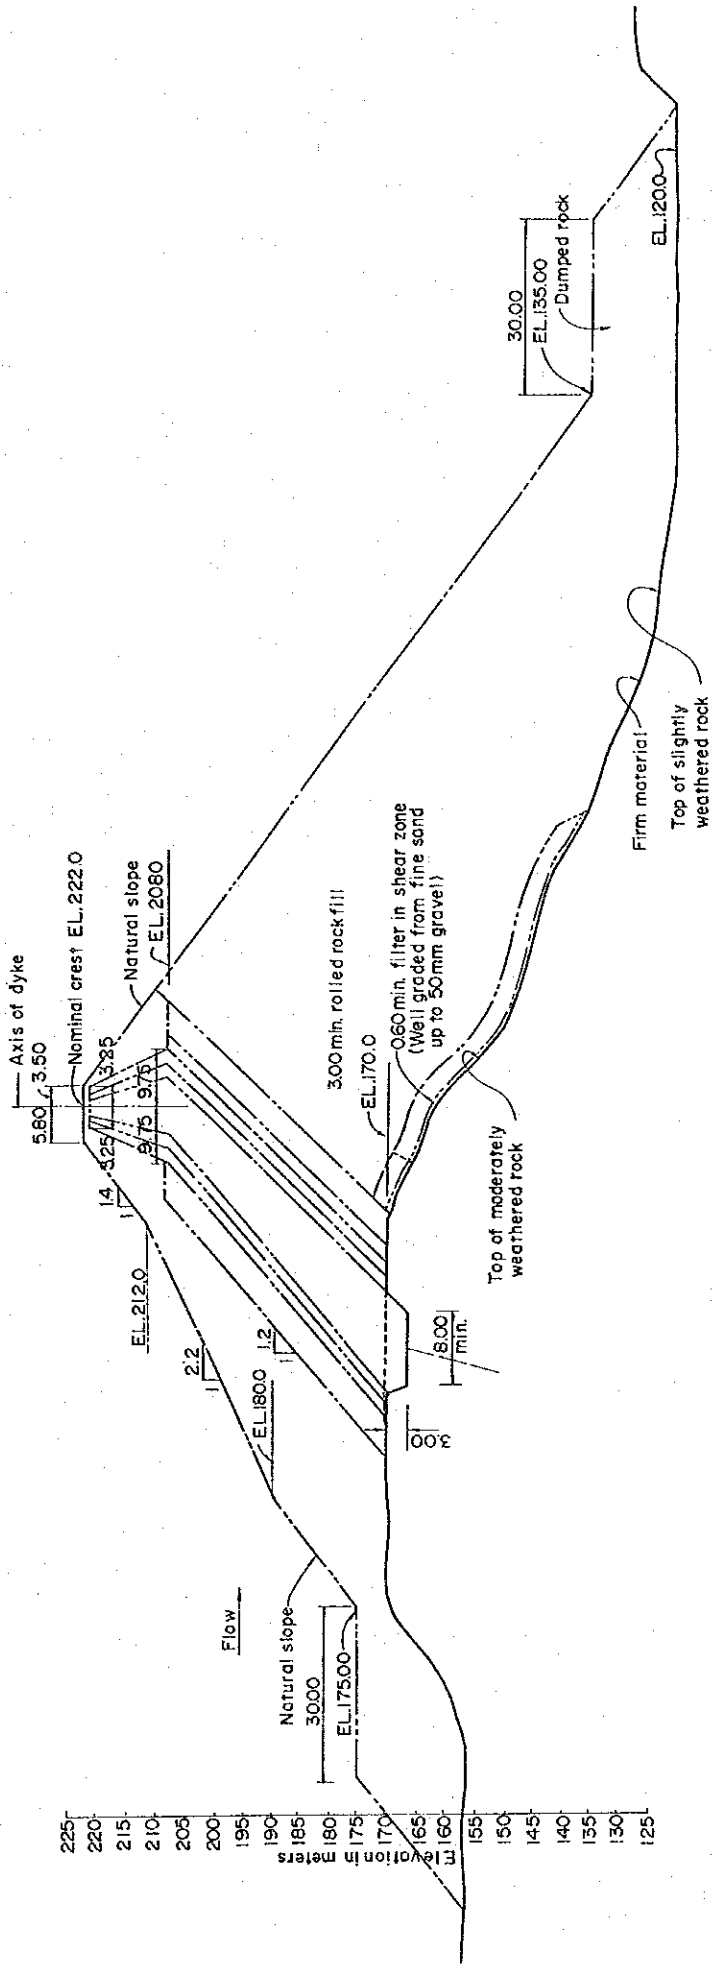 Axis of dyke
Nominal crest EL.222.0
5.80
3.50
3.25
3.25
9.75
9.75
Natural slope
EL.2080
1.4
1
EL.212.0
2.2
1
1.2
1
EL.180.0
Flow
Natural slope
30.00
EL.175.00
3.00
8.00
min.
3.00 min. rolled rockfill
0.60 min. filter in shear zone
(Well graded from fine sand
up to 50mm gravel)
EL.170.0
Top of moderately
weathered rock
30.00
EL.135.00
Dumped rock
EL.120.0
Firm material
Top of slightly
weathered rock
Elevation in meters
225
220
215
210
205
200
195
190
185
180
175
170
165
160
155
150
145
140
135
130
125